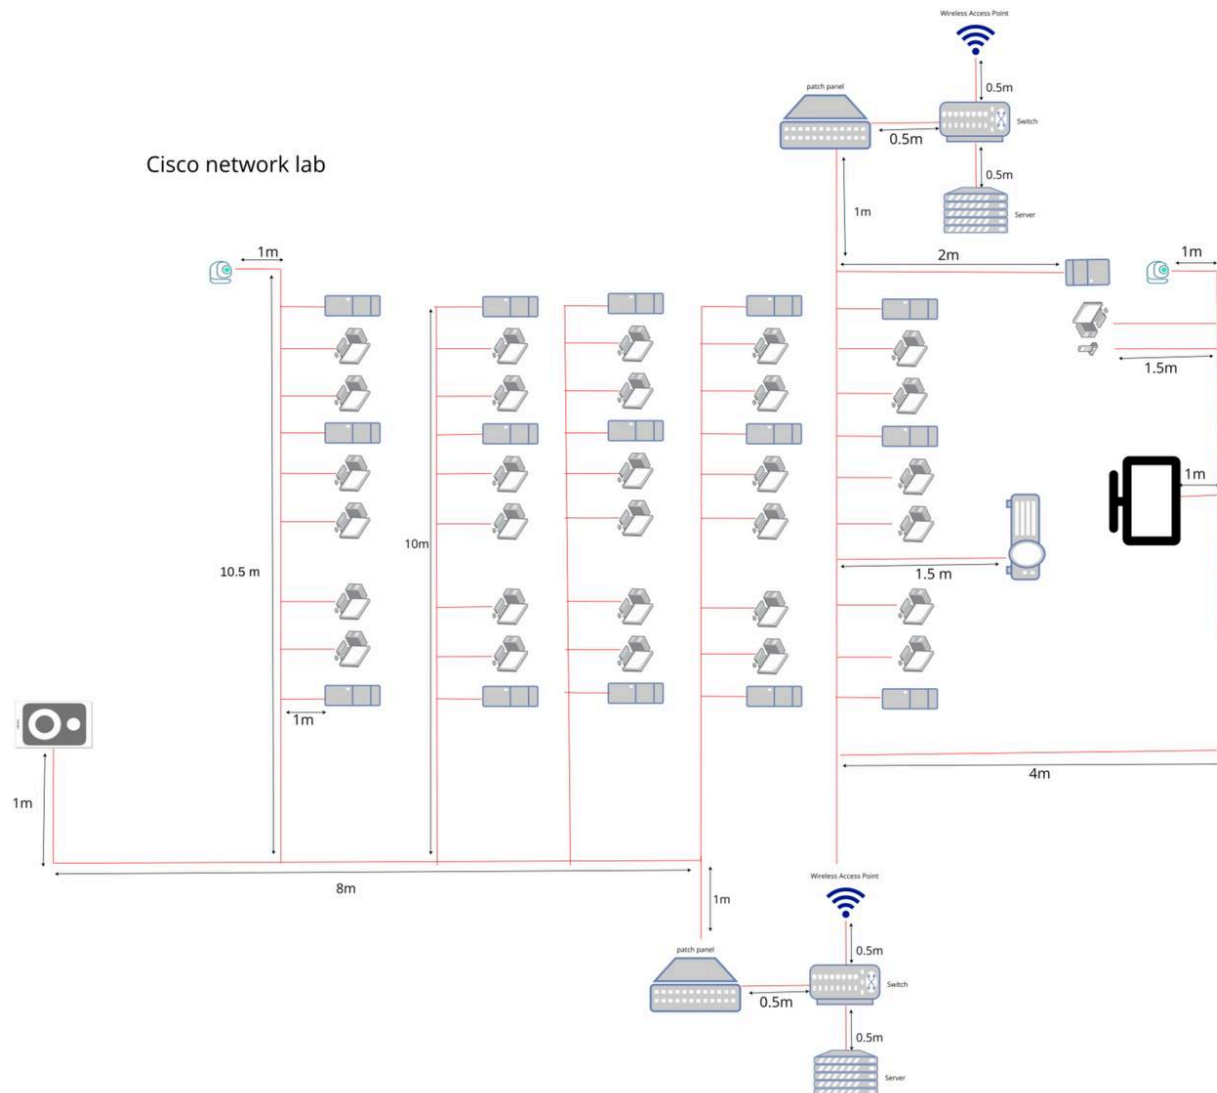 Wireless Access Point
0.5m
patch panel
Switch
0.5m
0.5m
Cisco network lab
1m
Server
1m
2m
1m
1.5m
1m
10m
10.5 m
1.5 m
1m
4m
1m
8m
Wireless Access Point
1m
0.5m
patch panel
Switch
0.5m
0.5m
Server